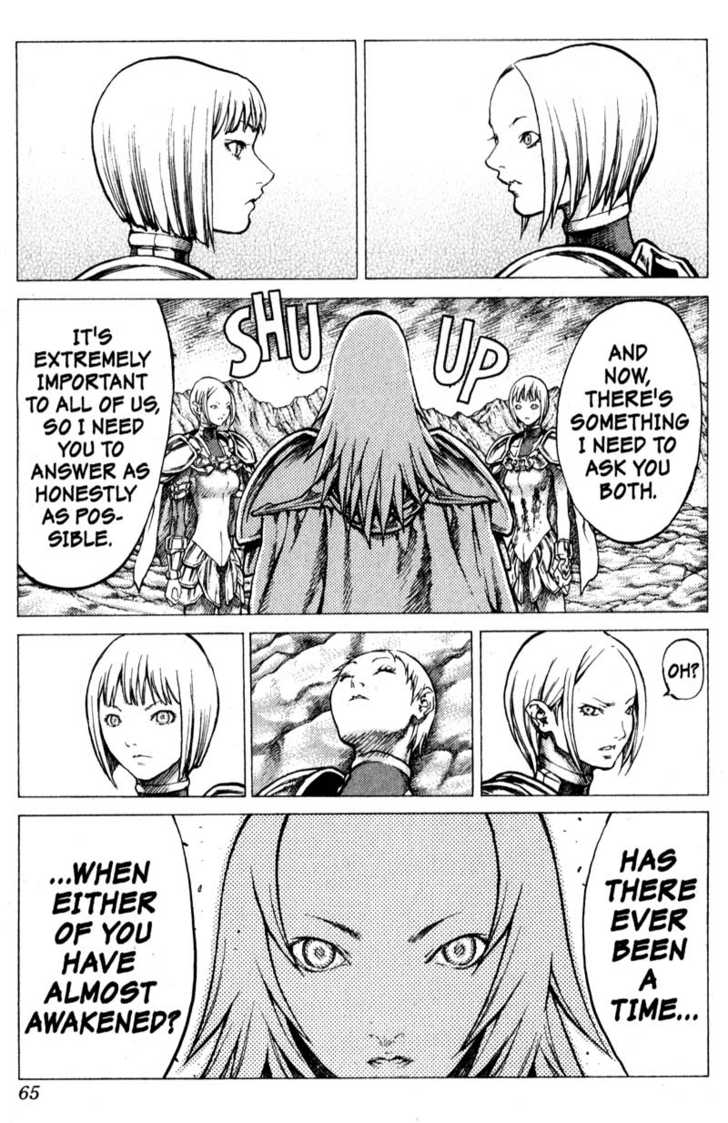 AND
NOW,
THERE'S
SOMETHING
I NEED TO
ASK YOU
BOTH.
SHU
UP
IT'S
EXTREMELY
IMPORTANT
TO ALL OF US,
SO I NEED
YOU TO
ANSWER AS
HONESTLY
AS POS-
SIBLE.
OH?
HAS
THERE
EVER
BEEN
A
TIME...
...WHEN
EITHER
OF YOU
HAVE
ALMOST
AWAKENED?
65